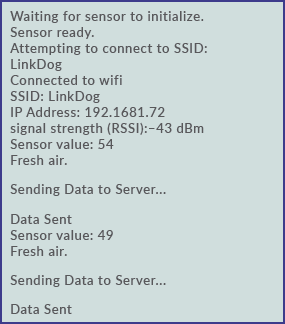 Waiting for sensor to initialize.
Sensor ready.
Attempting to connect to SSID:
LinkDog
Connected to wifi
SSID: LinkDog
IP Address: 192.1681.72
signal strength (RSSI):−43 dBm
Sensor value: 54
Fresh air.
Sending Data to Server...
Data Sent
Sensor value: 49
Fresh air.
Sending Data to Server...
Data Sent